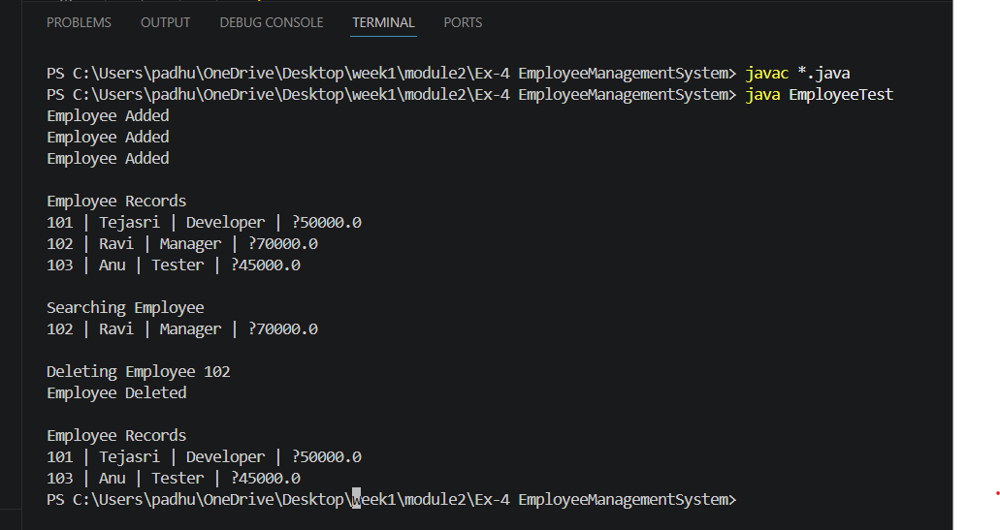 PROBLEMS OUTPUT DEBUG CONSOLE TERMINAL PORTS
PS C:\Users\padhu\OneDrive\Desktop\week1\module2\Ex-4 EmployeeManagementSystem> javac *.java
PS C:\Users\padhu\OneDrive\Desktop\week1\module2\Ex-4 EmployeeManagementSystem> java EmployeeTest
Employee Added
Employee Added
Employee Added
Employee Records
101 | Tejasri | Developer | ?50000.0
102 | Ravi | Manager | ?70000.0
103 | Anu | Tester | ?45000.0
Searching Employee
102 | Ravi | Manager | ?70000.0
Deleting Employee 102
Employee Deleted
Employee Records
101 | Tejasri | Developer | ?50000.0
103 | Anu | Tester | ?45000.0
PS C:\Users\padhu\OneDrive\Desktop\week1\module2\Ex-4 EmployeeManagementSystem>